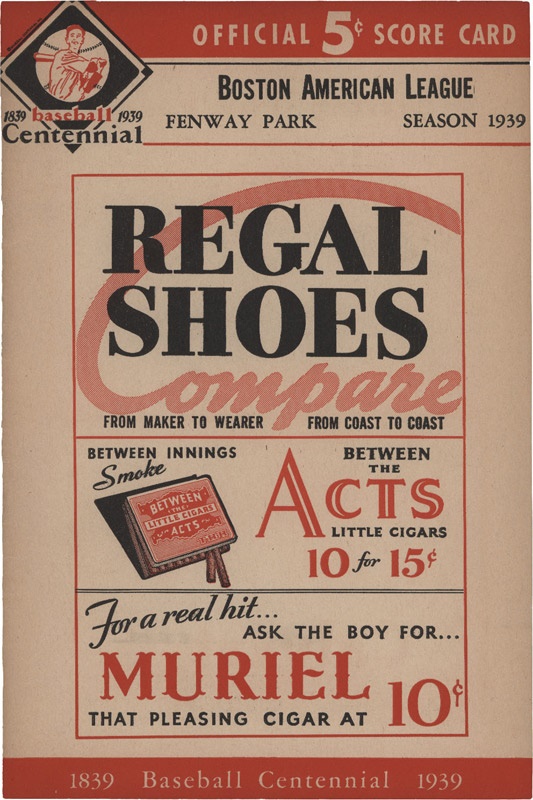 OFFICIAL 5¢ SCORE CARD
BOSTON AMERICAN LEAGUE
FENWAY PARK SEASON 1939
1839 baseball 1939
Centennial
REGAL
SHOES
Compare
FROM MAKER TO WEARER FROM COAST TO COAST
BETWEEN INNINGS
Smoke
BETWEEN
THE
LITTLE CIGARS
ACTS
BETWEEN
THE
ACTS
LITTLE CIGARS
10 for 15¢
For a real hit...
ASK THE BOY FOR...
MURIEL 10¢
THAT PLEASING CIGAR AT
1839 Baseball Centennial 1939